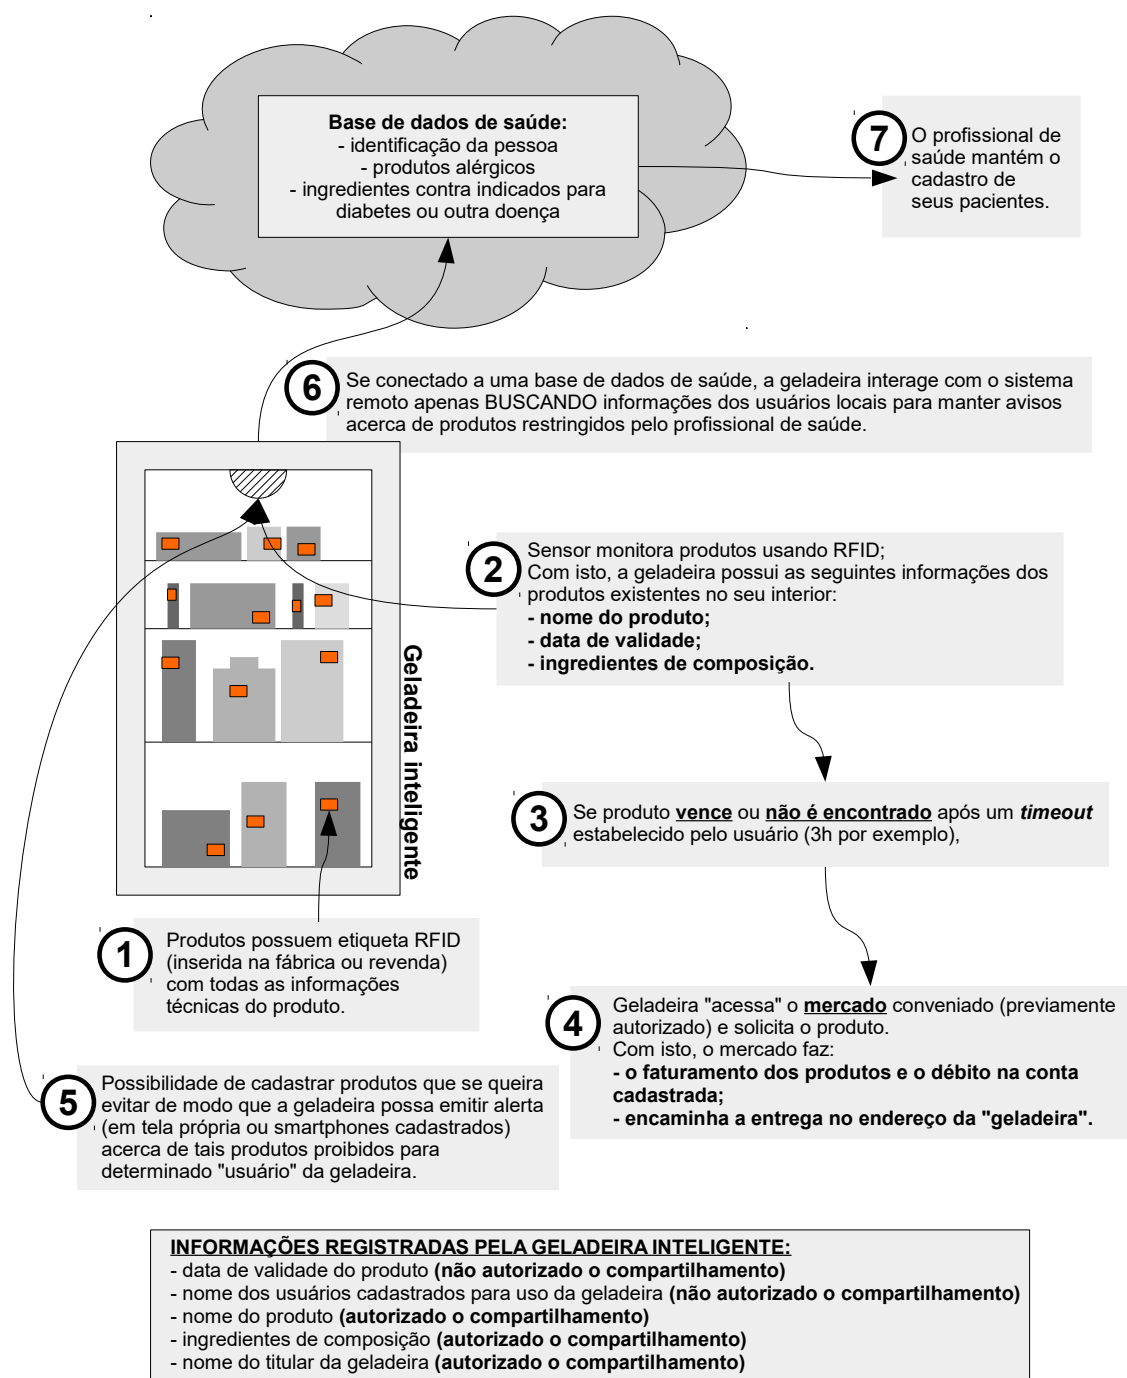 Base de dados de saúde:
- identificação da pessoa
- produtos alérgicos
- ingredientes contra indicados para
diabetes ou outra doença
7
O profissional de
saúde mantém o
cadastro de
seus pacientes.
6
Se conectado a uma base de dados de saúde, a geladeira interage com o sistema
remoto apenas BUSCANDO informações dos usuários locais para manter avisos
acerca de produtos restringidos pelo profissional de saúde.
2
Sensor monitora produtos usando RFID;
Com isto, a geladeira possui as seguintes informações dos
produtos existentes no seu interior:
- nome do produto;
- data de validade;
- ingredientes de composição.
Geladeira inteligente
3
Se produto vence ou não é encontrado após um timeout
estabelecido pelo usuário (3h por exemplo),
1
Produtos possuem etiqueta RFID
(inserida na fábrica ou revenda)
com todas as informações
técnicas do produto.
4
Geladeira "acessa" o mercado conveniado (previamente
autorizado) e solicita o produto.
Com isto, o mercado faz:
- o faturamento dos produtos e o débito na conta
cadastrada;
- encaminha a entrega no endereço da "geladeira".
5
Possibilidade de cadastrar produtos que se queira
evitar de modo que a geladeira possa emitir alerta
(em tela própria ou smartphones cadastrados)
acerca de tais produtos proibidos para
determinado "usuário" da geladeira.
INFORMAÇÕES REGISTRADAS PELA GELADEIRA INTELIGENTE:
- data de validade do produto (não autorizado o compartilhamento)
- nome dos usuários cadastrados para uso da geladeira (não autorizado o compartilhamento)
- nome do produto (autorizado o compartilhamento)
- ingredientes de composição (autorizado o compartilhamento)
- nome do titular da geladeira (autorizado o compartilhamento)